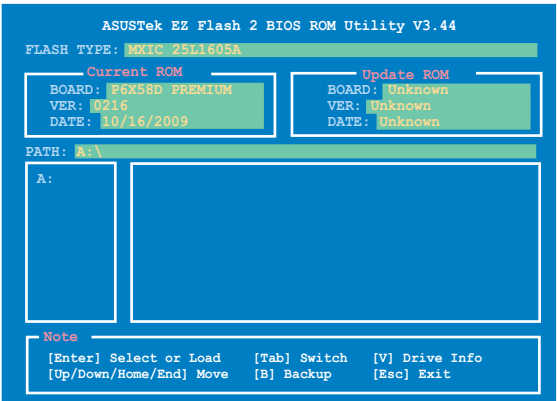 ASUSTek EZ Flash 2 BIOS ROM Utility V3.44
FLASH TYPE: MXIC 25L1605A
Current ROM
BOARD: P6X58D PREMIUM
VER: 0216
DATE: 10/16/2009
Update ROM
BOARD: Unknown
VER: Unknown
DATE: Unknown
PATH: A:\
A:
Note
[Enter] Select or Load [Tab] Switch [V] Drive Info
[Up/Down/Home/End] Move [B] Backup [Esc] Exit